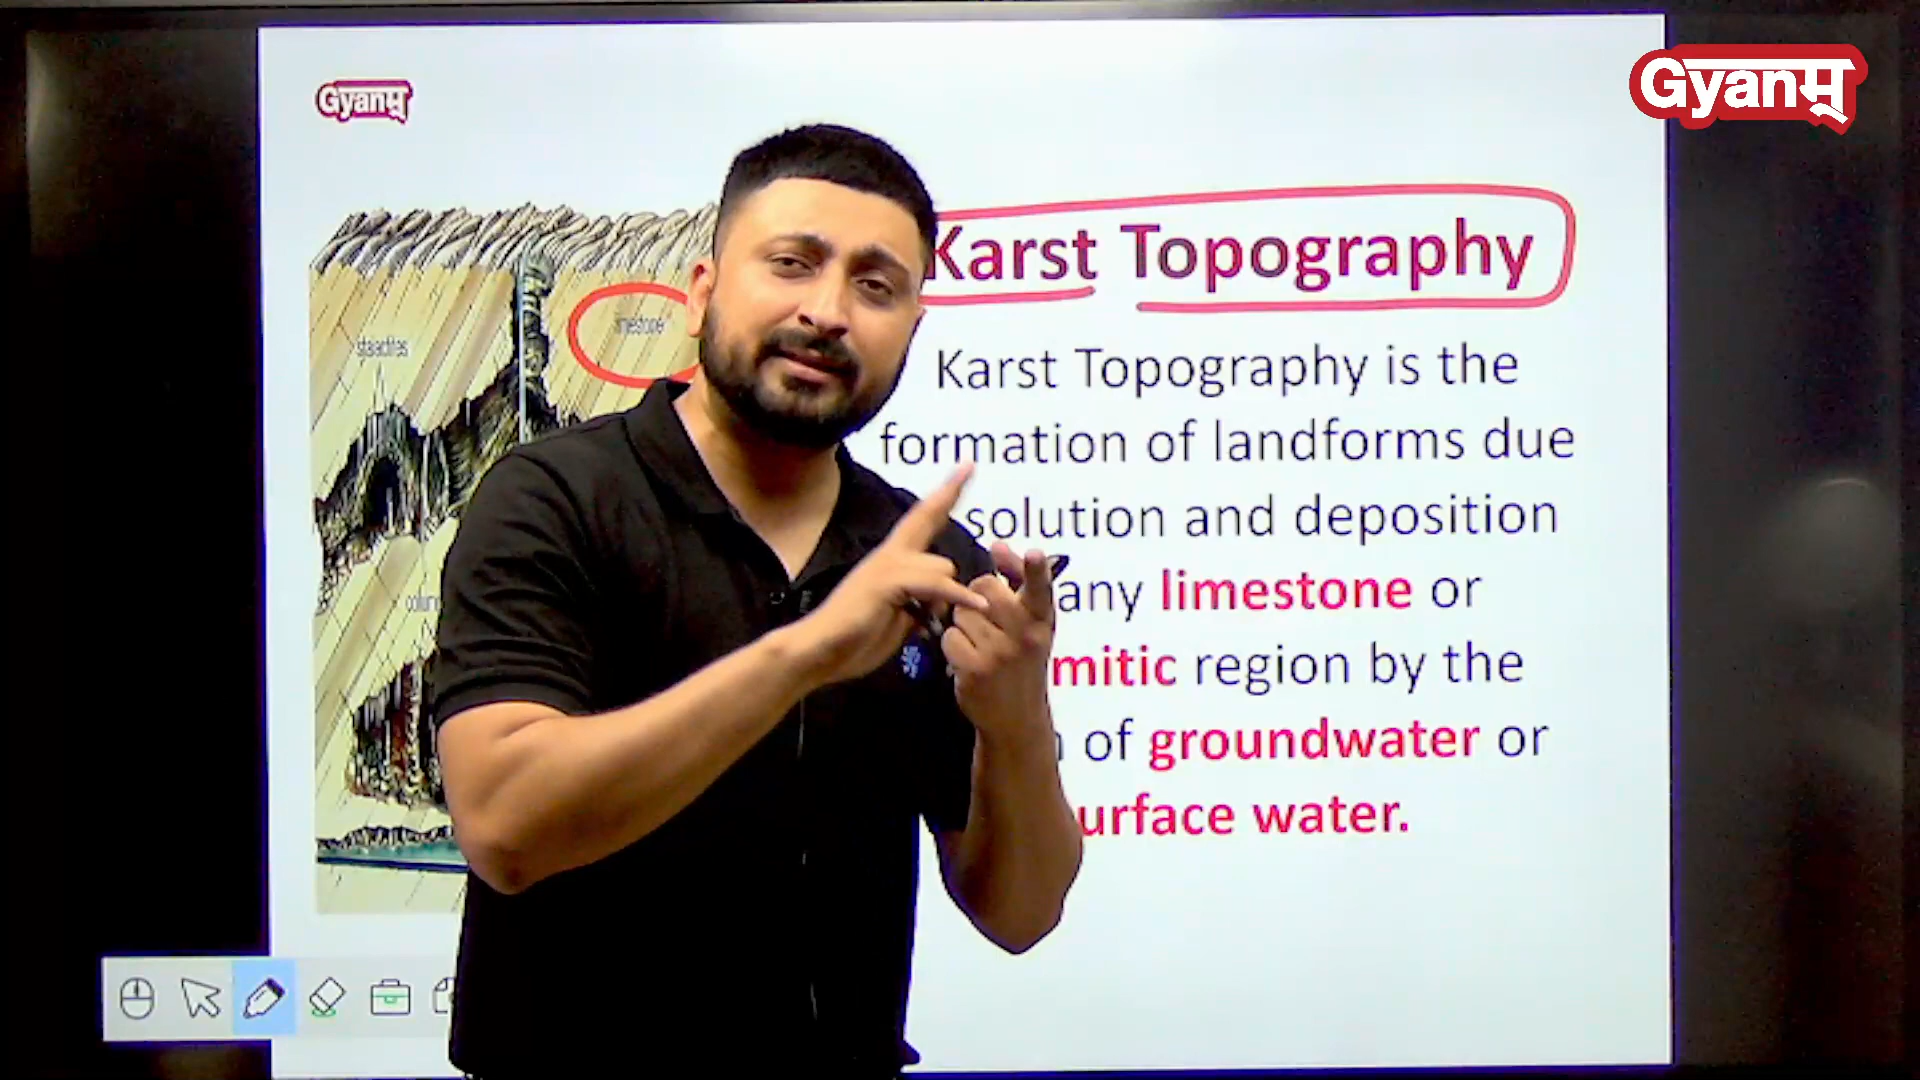 Gyanम्
Gyanम्
Karst Topography
limestone
stalactites
Karst Topography is the
formation of landforms due
solution and deposition
any limestone or
mitic region by the
of groundwater or
urface water.